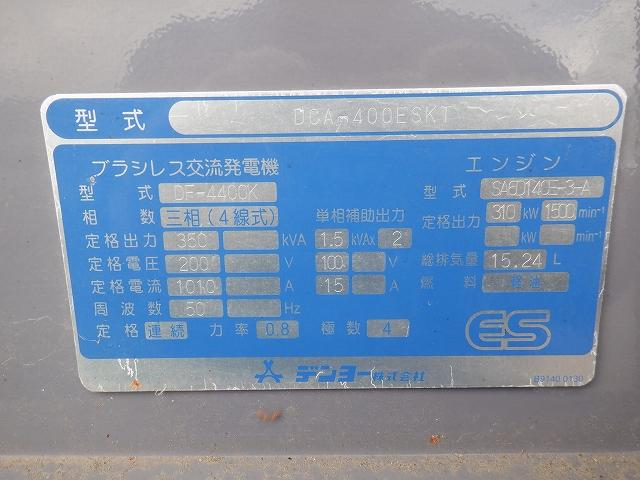 型式 DCA-400ESKT
ブラシレス交流発電機
型式 DF-4400K
相数 三相(4線式)
定格出力 350 kVA
定格電圧 200 V
定格電流 1010 A
周波数 50 Hz
定格 連続 力率 0.8 極数 4
単相補助出力
1.5 kVAx 2
100 V
15 A
エンジン
型式 SA6D140E-3-A
定格出力 310 kW 1500 min⁻¹
kW min⁻¹
総排気量 15.24 L
燃料 軽油
ES
デンヨー株式会社
B9140 0130